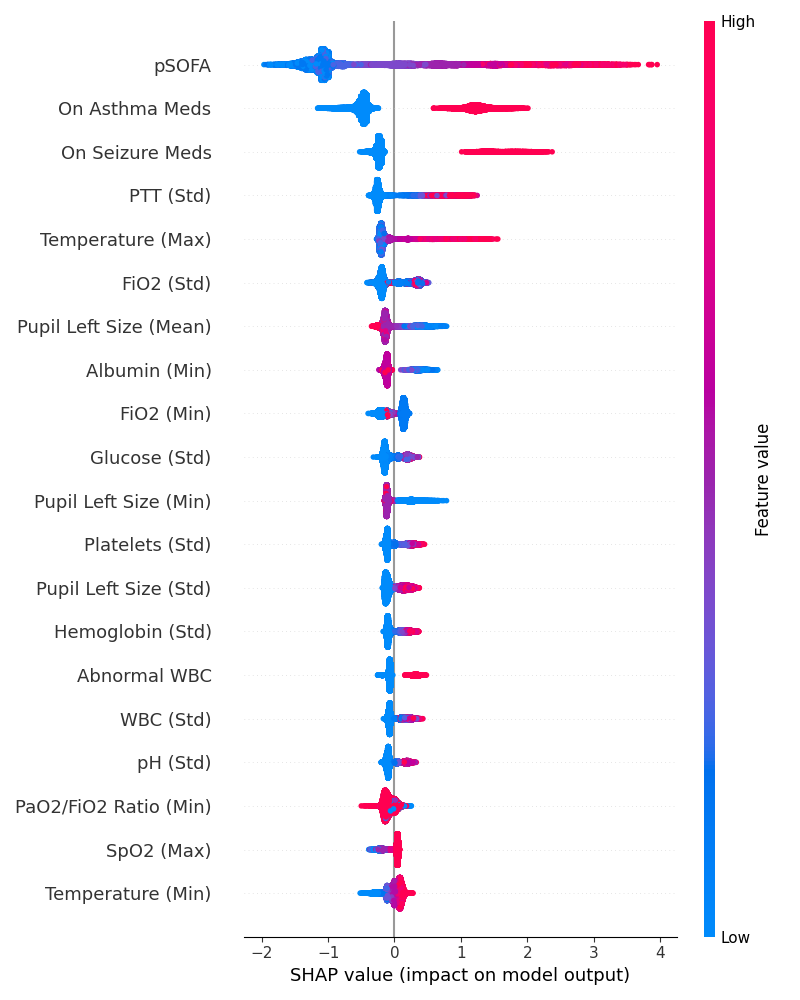 High
pSOFA
On Asthma Meds
On Seizure Meds
PTT (Std)
Temperature (Max)
FiO2 (Std)
Pupil Left Size (Mean)
Albumin (Min)
FiO2 (Min)
Glucose (Std)
Pupil Left Size (Min)
Platelets (Std)
Pupil Left Size (Std)
Hemoglobin (Std)
Abnormal WBC
WBC (Std)
pH (Std)
PaO2/FiO2 Ratio (Min)
SpO2 (Max)
Temperature (Min)
Feature value
Low
−2 −1 0 1 2 3 4
SHAP value (impact on model output)